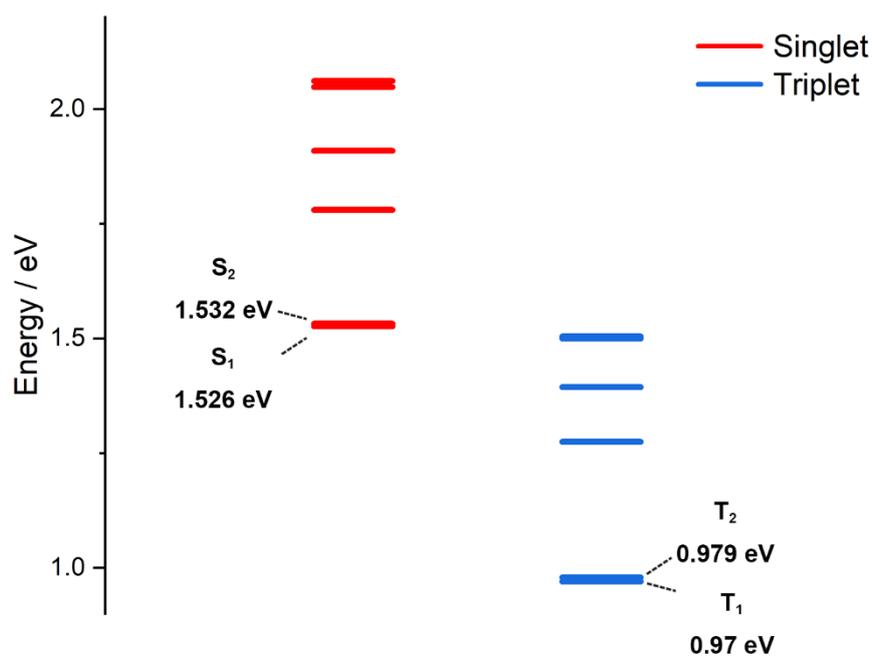 Singlet
Triplet
2.0
1.5
1.0
Energy / eV
S₂
1.532 eV
S₁
1.526 eV
T₂
0.979 eV
T₁
0.97 eV